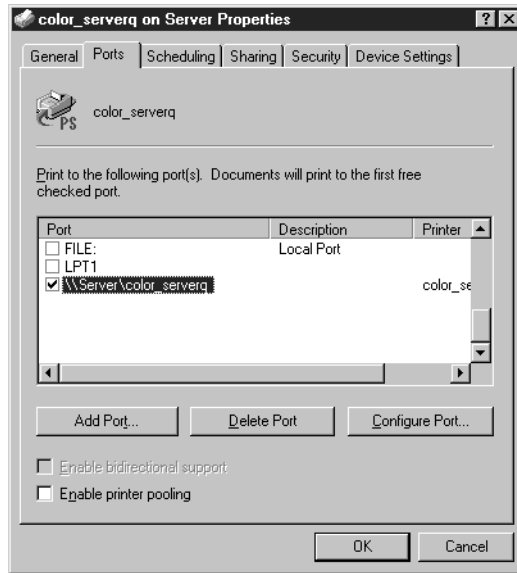 color_serverq on Server Properties
General Ports Scheduling Sharing Security Device Settings
PS
color_serverq
Print to the following port(s). Documents will print to the first free
checked port.
Port Description Printer
FILE: Local Port
LPT1
\\Server\color_serverq color_se
Add Port... Delete Port Configure Port...
Enable bidirectional support
Enable printer pooling
OK Cancel